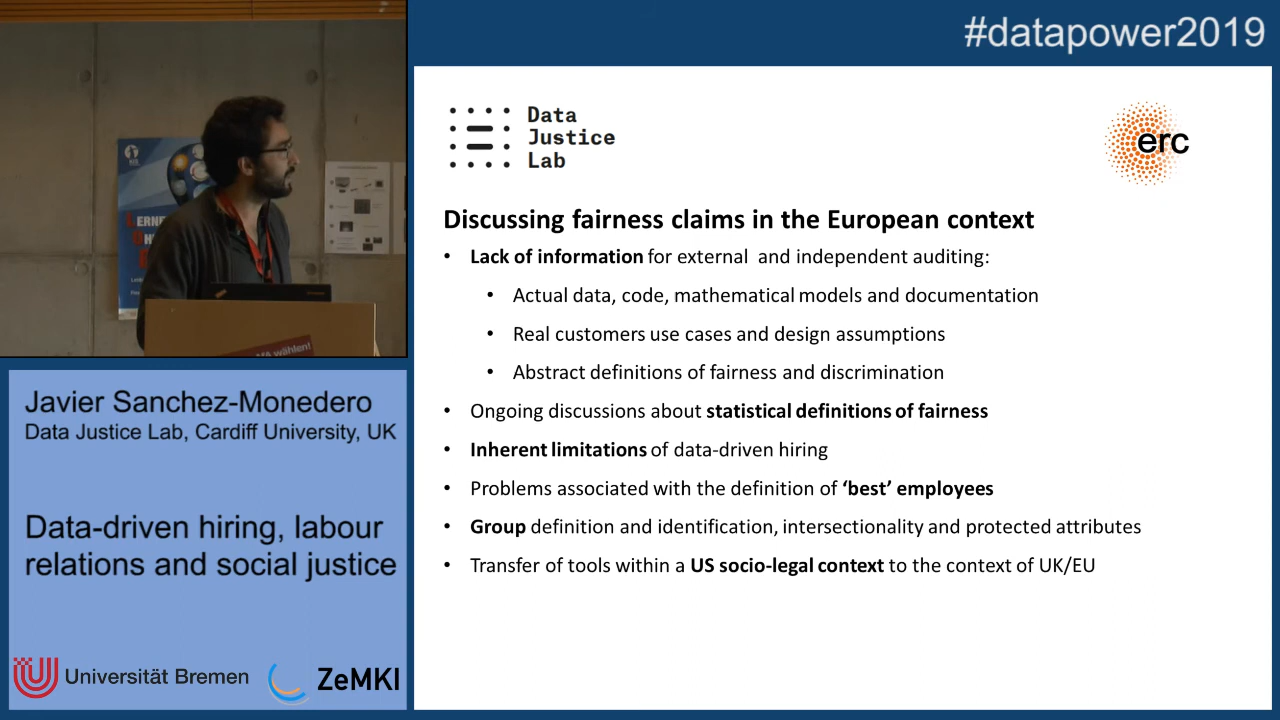 #datapower2019
Data
Justice
Lab
erc
Discussing fairness claims in the European context
• Lack of information for external and independent auditing:
• Actual data, code, mathematical models and documentation
• Real customers use cases and design assumptions
• Abstract definitions of fairness and discrimination
• Ongoing discussions about statistical definitions of fairness
• Inherent limitations of data-driven hiring
• Problems associated with the definition of ‘best’ employees
• Group definition and identification, intersectionality and protected attributes
• Transfer of tools within a US socio-legal context to the context of UK/EU
wählen!
Javier Sanchez-Monedero
Data Justice Lab, Cardiff University, UK
Data-driven hiring, labour
relations and social justice
Universität Bremen
ZeMKI